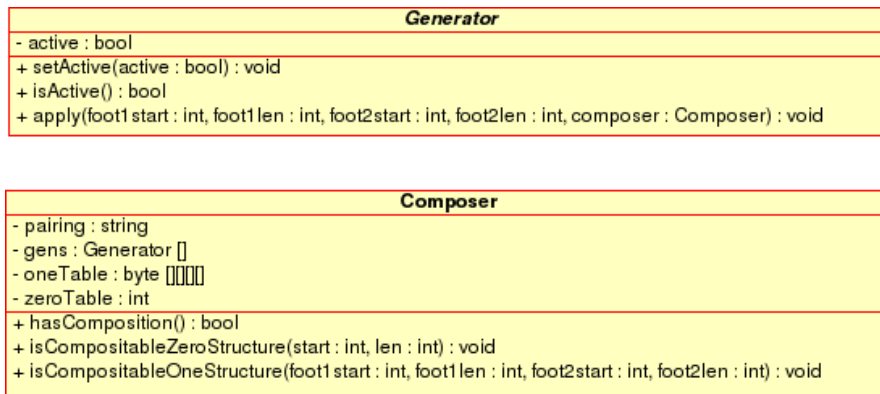 Generator
- active : bool
+ setActive(active : bool) : void
+ isActive() : bool
+ apply(foot1start : int, foot1len : int, foot2start : int, foot2len : int, composer : Composer) : void
Composer
- pairing : string
- gens : Generator []
- oneTable : byte [][][][]
- zeroTable : int
+ hasComposition() : bool
+ isCompositableZeroStructure(start : int, len : int) : void
+ isCompositableOneStructure(foot1start : int, foot1len : int, foot2start : int, foot2len : int) : void